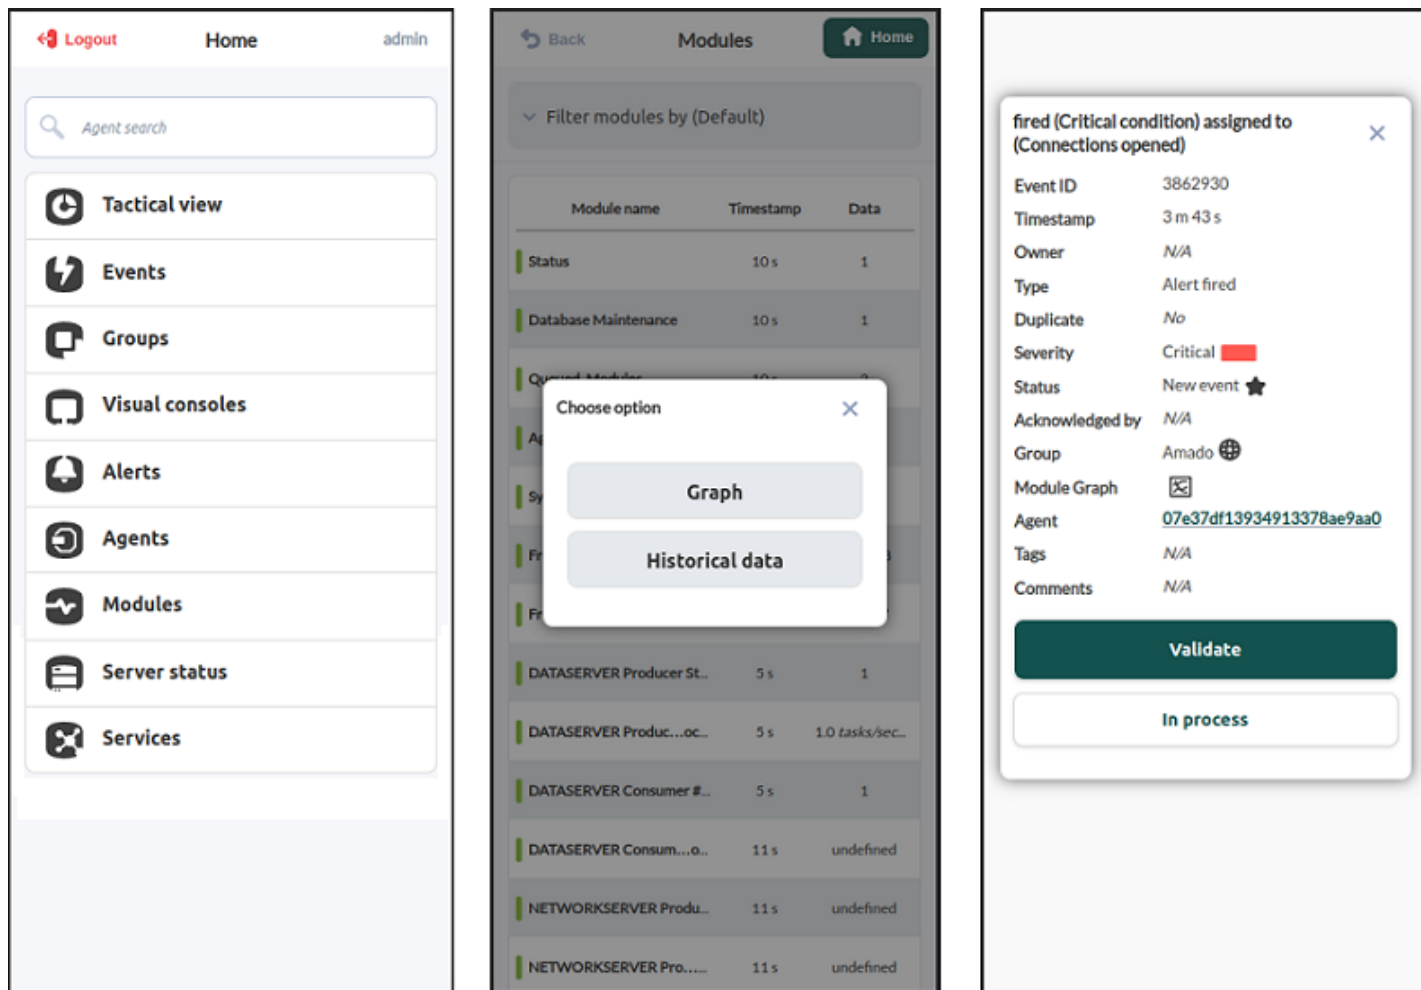 Logout Home admin
Agent search
Tactical view
Events
Groups
Visual consoles
Alerts
Agents
Modules
Server status
Services
Back Modules Home
Filter modules by (Default)
Module name Timestamp Data
Status 10 s 1
Database Maintenance 10 s 1
Choose option
Graph
Historical data
DATASERVER Producer St... 5 s 1
DATASERVER Produc...oc... 5 s 1.0 tasks/sec...
DATASERVER Consumer #... 5 s 1
DATASERVER Consum...o... 11 s undefined
NETWORKSERVER Produ... 11 s undefined
NETWORKSERVER Pro...... 11 s undefined
fired (Critical condition) assigned to
(Connections opened)
Event ID 3862930
Timestamp 3 m 43 s
Owner N/A
Type Alert fired
Duplicate No
Severity Critical
Status New event
Acknowledged by N/A
Group Amado
Module Graph
Agent 07e37df13934913378ae9aa0
Tags N/A
Comments N/A
Validate
In process